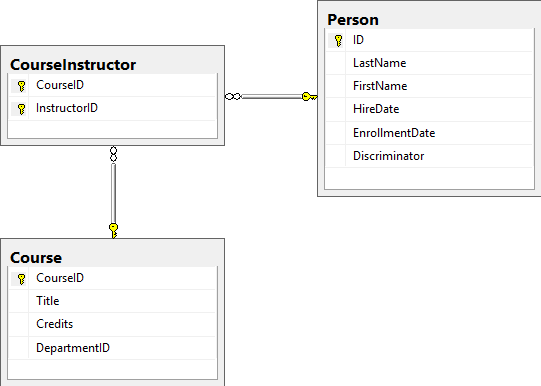 Person
ID
LastName
FirstName
HireDate
EnrollmentDate
Discriminator
CourseInstructor
CourseID
InstructorID
Course
CourseID
Title
Credits
DepartmentID